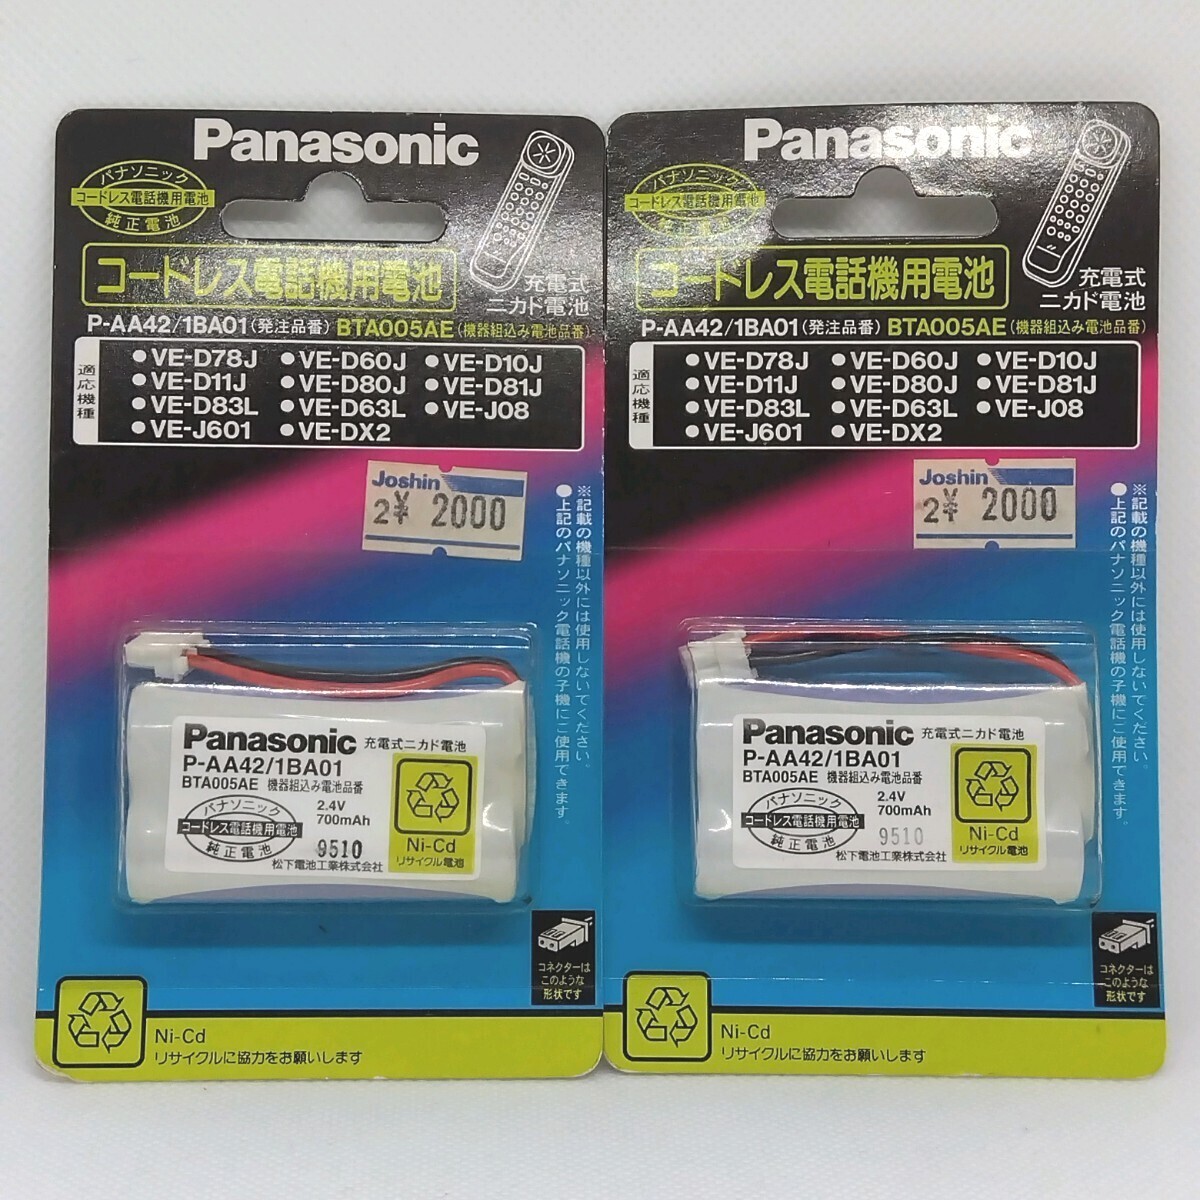 Panasonic
パナソニック
コードレス電話機用電池
純正電池
コードレス電話機用電池
充電式
ニカド電池
P-AA42/1BA01(発注品番) BTA005AE(機器組込み電池品番)
適応機種
●VE-D78J ●VE-D60J ●VE-D10J
●VE-D11J ●VE-D80J ●VE-D81J
●VE-D83L ●VE-D63L ●VE-J08
●VE-J601 ●VE-DX2
Joshin
2¥ 2000
※記載の機種以外には使用しないでください。
●上記のパナソニック電話機の子機にご使用できます。
Panasonic 充電式ニカド電池
P-AA42/1BA01
BTA005AE 機器組込み電池品番
パナソニック
コードレス電話機用電池
純正電池
2.4V
700mAh
9510
松下電池工業株式会社
Ni-Cd
リサイクル電池
コネクターは
このような
形状です
Ni-Cd
リサイクルに協力をお願いします
Panasonic
パナソニック
コードレス電話機用電池
純正電池
コードレス電話機用電池
充電式
ニカド電池
P-AA42/1BA01(発注品番) BTA005AE(機器組込み電池品番)
適応機種
●VE-D78J ●VE-D60J ●VE-D10J
●VE-D11J ●VE-D80J ●VE-D81J
●VE-D83L ●VE-D63L ●VE-J08
●VE-J601 ●VE-DX2
Joshin
2¥ 2000
※記載の機種以外には使用しないでください。
●上記のパナソニック電話機の子機にご使用できます。
Panasonic 充電式ニカド電池
P-AA42/1BA01
BTA005AE 機器組込み電池品番
パナソニック
コードレス電話機用電池
純正電池
2.4V
700mAh
9510
松下電池工業株式会社
Ni-Cd
リサイクル電池
コネクターは
このような
形状です
Ni-Cd
リサイクルに協力をお願いします